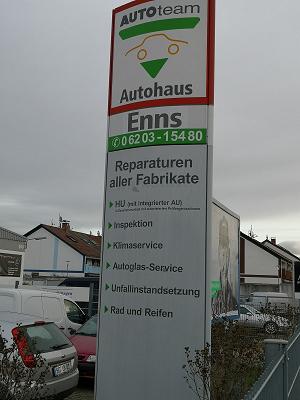 AUTOteam
Autohaus
Enns
06203-15480
Reparaturen
aller Fabrikate
HU (mit integrierter AU)
Inspektion
Klimaservice
Autoglas-Service
Unfallinstandsetzung
Rad und Reifen